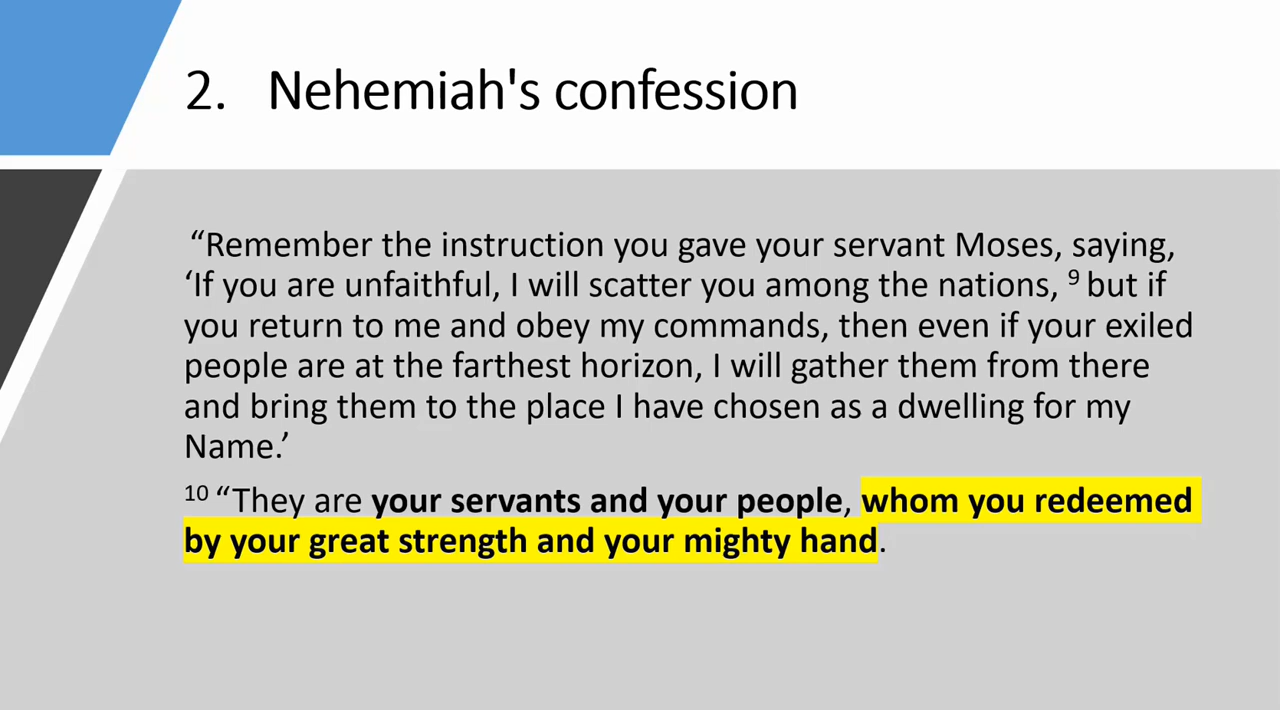 2. Nehemiah's confession
“Remember the instruction you gave your servant Moses, saying,
‘If you are unfaithful, I will scatter you among the nations, 9 but if
you return to me and obey my commands, then even if your exiled
people are at the farthest horizon, I will gather them from there
and bring them to the place I have chosen as a dwelling for my
Name.’
10 “They are your servants and your people, whom you redeemed
by your great strength and your mighty hand.